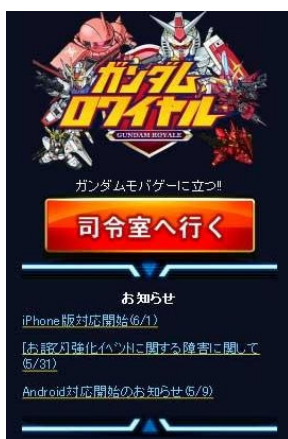 ガンダム
ロワイヤル
GUNDAM ROYALE
ガンダムモバゲーに立つ!!
司令室へ行く
お知らせ
iPhone版対応開始(6/1)
[お詫び]強化イベントに関する障害に関して
(5/31)
Android対応開始のお知らせ(5/9)